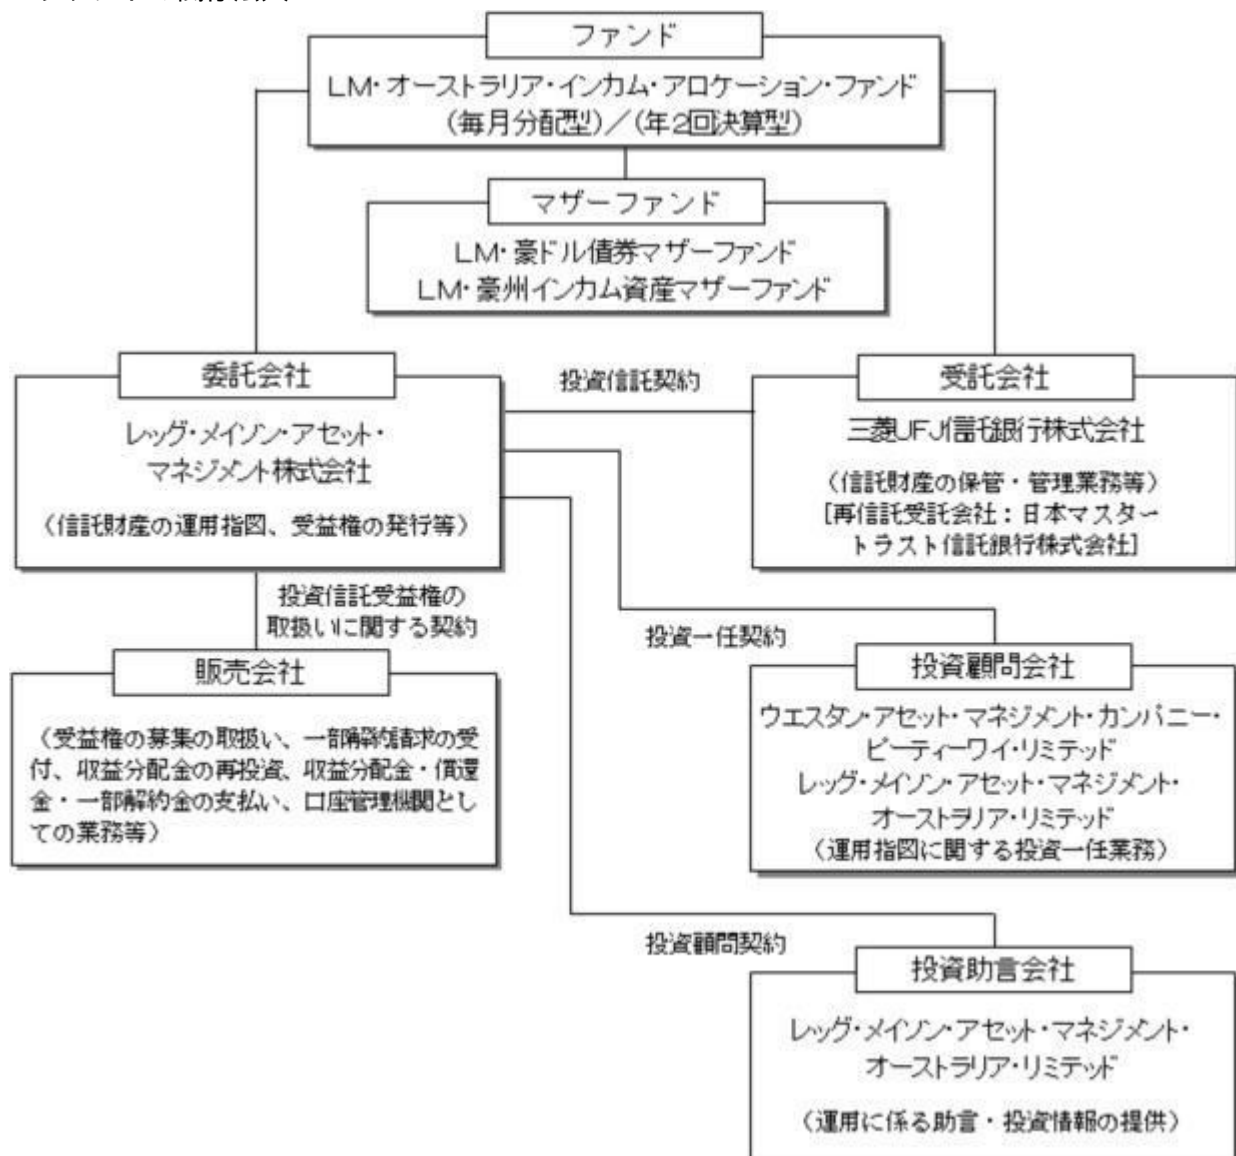 ファンド
LM・オーストラリア・インカム・アロケーション・ファンド
(毎月分配型)/(年2回決算型)
マザーファンド
LM・豪ドル債券マザーファンド
LM・豪州インカム資産マザーファンド
委託会社
レッグ・メイソン・アセット・
マネジメント株式会社
(信託財産の運用指図、受益権の発行等)
投資信託契約
受託会社
三菱UFJ信託銀行株式会社
(信託財産の保管・管理業務等)
[再信託受託会社:日本マスター
トラスト信託銀行株式会社]
投資信託受益権の
取扱いに関する契約
販売会社
(受益権の募集の取扱い、一部解約請求の受
付、収益分配金の再投資、収益分配金・償還
金・一部解約金の支払い、口座管理機関とし
ての業務等)
投資一任契約
投資顧問会社
ウエスタン・アセット・マネジメント・カンパニー・
ピーティーワイ・リミテッド
レッグ・メイソン・アセット・マネジメント・
オーストラリア・リミテッド
(運用指図に関する投資一任業務)
投資顧問契約
投資助言会社
レッグ・メイソン・アセット・マネジメント・
オーストラリア・リミテッド
(運用に係る助言・投資情報の提供)